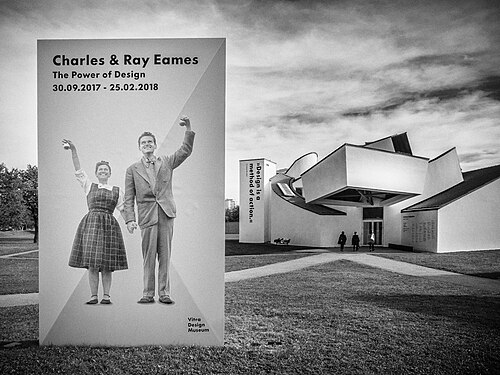 Charles & Ray Eames
The Power of Design
30.09.2017 - 25.02.2018
»Design is a
method of action.«
Vitra
Design
Museum